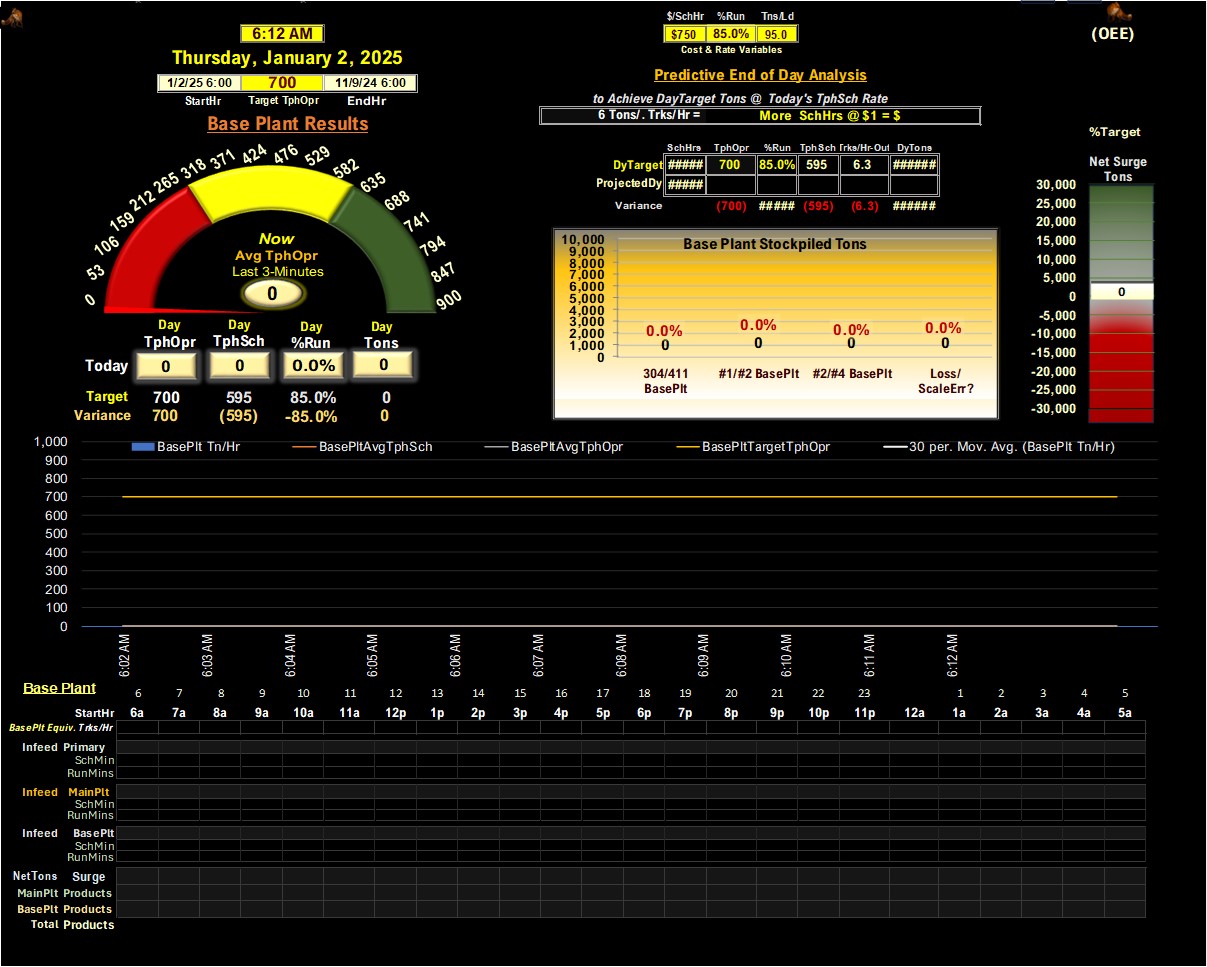 $/SchHr %Run Tns/Ld
6:12 AM
$750 85.0% 95.0
(OEE)
Cost & Rate Variables
Thursday, January 2, 2025
Predictive End of Day Analysis
1/2/25 6:00 700 11/9/24 6:00
StartHr Target TphOpr EndHr
to Achieve DayTarget Tons @ Today's TphSch Rate
6 Tons/. Trks/Hr = More SchHrs @ $1 = $
Base Plant Results
%Target
SchHrs TphOpr %Run TphSch Trks/Hr-Out DyTons
DyTarget ##### 700 85.0% 595 6.3 ######
ProjectedDy #####
Variance (700) ##### (595) (6.3) ######
Net Surge
Tons
30,000
25,000
20,000
15,000
10,000
5,000
0
-5,000
-10,000
-15,000
-20,000
-25,000
-30,000
0
0 53 106 159 212 265 318 371 424 476 529 582 635 688 741 794 847 900
Now
Avg TphOpr
Last 3-Minutes
0
Base Plant Stockpiled Tons
10,000
9,000
8,000
7,000
6,000
5,000
4,000
3,000
2,000
1,000
0
0.0% 0.0% 0.0% 0.0%
0 0 0 0
304/411 #1/#2 BasePlt #2/#4 BasePlt Loss/
BasePlt ScaleErr?
Day Day Day Day
TphOpr TphSch %Run Tons
Today 0 0 0.0% 0
Target 700 595 85.0% 0
Variance 700 (595) -85.0% 0
BasePlt Tn/Hr BasePltAvgTphSch BasePltAvgTphOpr BasePltTargetTphOpr 30 per. Mov. Avg. (BasePlt Tn/Hr)
1,000
900
800
700
600
500
400
300
200
100
0
6:02 AM 6:03 AM 6:04 AM 6:05 AM 6:06 AM 6:07 AM 6:08 AM 6:09 AM 6:10 AM 6:11 AM 6:12 AM
Base Plant 6 7 8 9 10 11 12 13 14 15 16 17 18 19 20 21 22 23 1 2 3 4 5
StartHr 6a 7a 8a 9a 10a 11a 12p 1p 2p 3p 4p 5p 6p 7p 8p 9p 10p 11p 12a 1a 2a 3a 4a 5a
BasePlt Equiv. Trks/Hr
Infeed Primary
SchMin
RunMins
Infeed MainPlt
SchMin
RunMins
Infeed BasePlt
SchMin
RunMins
NetTons Surge
MainPlt Products
BasePlt Products
Total Products